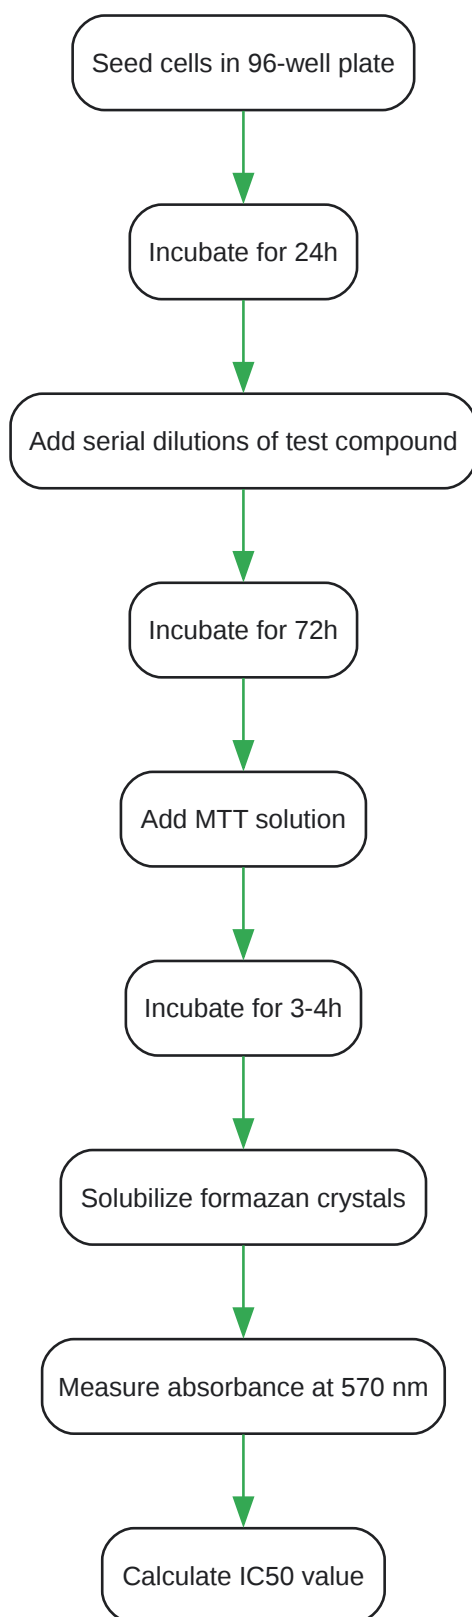 Seed cells in 96-well plate
Incubate for 24h
Add serial dilutions of test compound
Incubate for 72h
Add MTT solution
Incubate for 3-4h
Solubilize formazan crystals
Measure absorbance at 570 nm
Calculate IC50 value